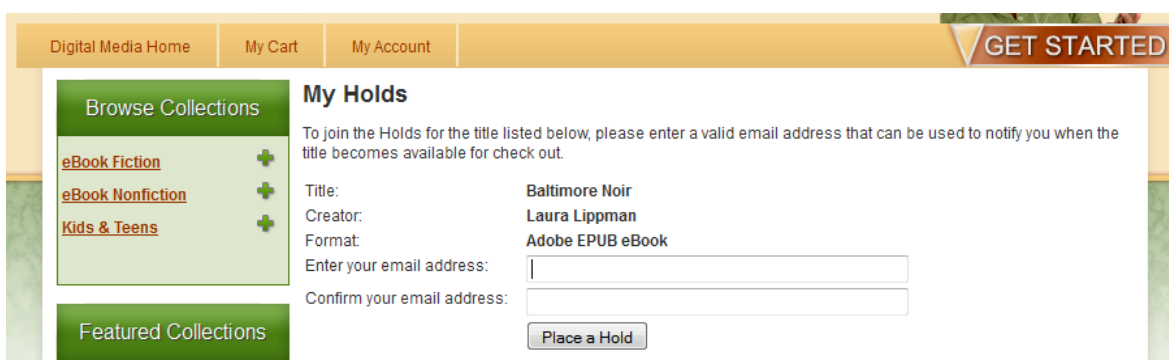 Digital Media Home
My Cart
My Account
GET STARTED
Browse Collections
eBook Fiction
eBook Nonfiction
Kids & Teens
Featured Collections
My Holds
To join the Holds for the title listed below, please enter a valid email address that can be used to notify you when the
title becomes available for check out.
Title: Baltimore Noir
Creator: Laura Lippman
Format: Adobe EPUB eBook
Enter your email address:
Confirm your email address:
Place a Hold